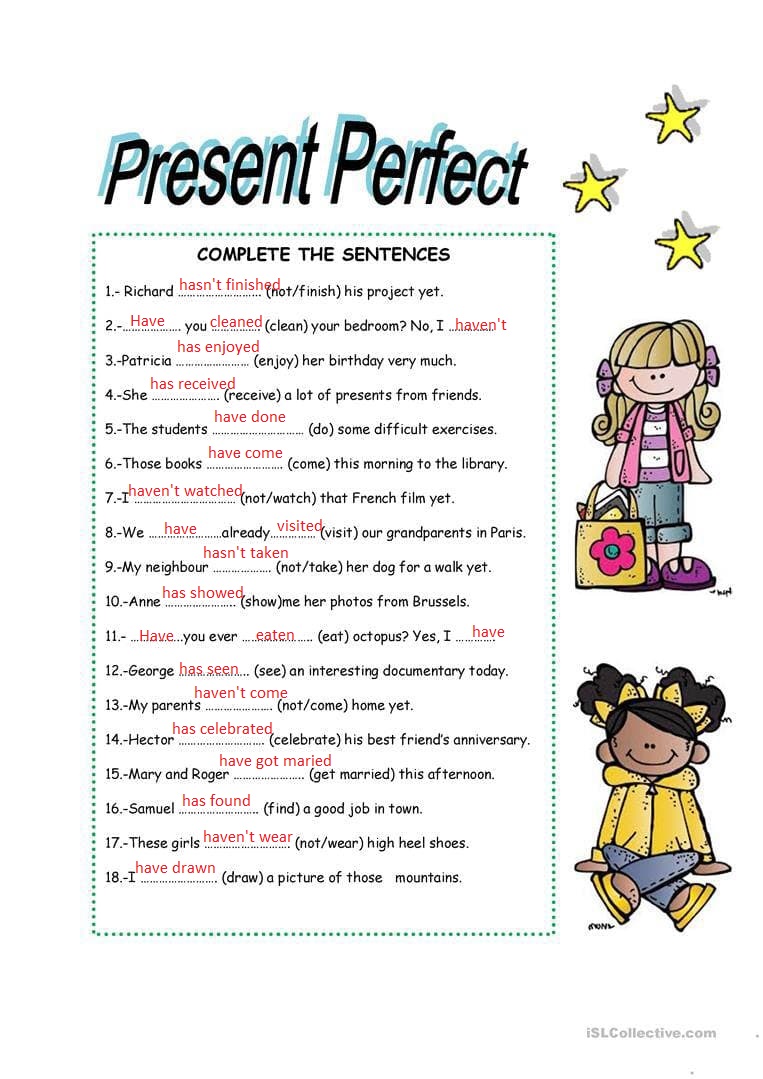 Present Perfect
COMPLETE THE SENTENCES
1.- Richard hasn't finished (not/finish) his project yet.
2.-Have you cleaned (clean) your bedroom? No, I haven't
3.-Patricia has enjoyed (enjoy) her birthday very much.
4.-She has received (receive) a lot of presents from friends.
5.-The students have done (do) some difficult exercises.
6.-Those books have come (come) this morning to the library.
7.-I haven't watched (not/watch) that French film yet.
8.-We have already visited (visit) our grandparents in Paris.
9.-My neighbour hasn't taken (not/take) her dog for a walk yet.
10.-Anne has showed (show)me her photos from Brussels.
11.- Have you ever eaten (eat) octopus? Yes, I have
12.-George has seen (see) an interesting documentary today.
13.-My parents haven't come (not/come) home yet.
14.-Hector has celebrated (celebrate) his best friend's anniversary.
15.-Mary and Roger have got maried (get married) this afternoon.
16.-Samuel has found (find) a good job in town.
17.-These girls haven't wear (not/wear) high heel shoes.
18.-I have drawn (draw) a picture of those mountains.
iSLCollective.com